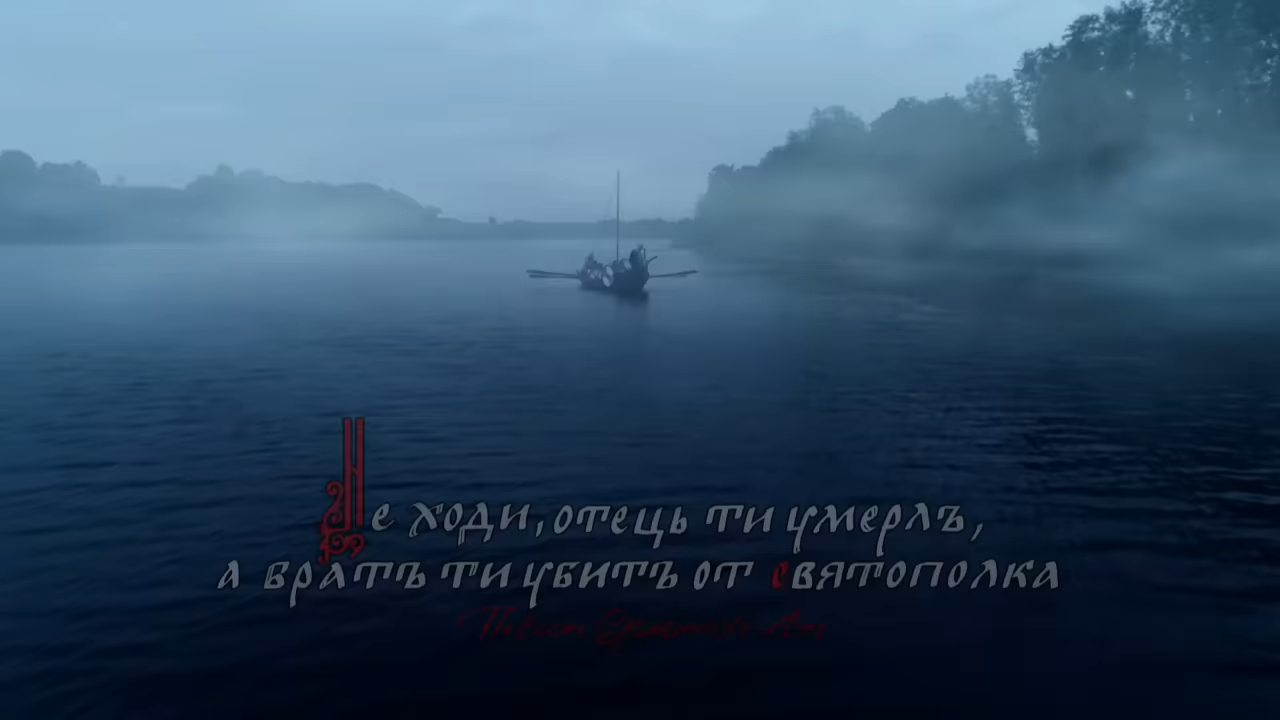 Не ходи, отець ти умерлъ,
а братъ ти убитъ от Святополка